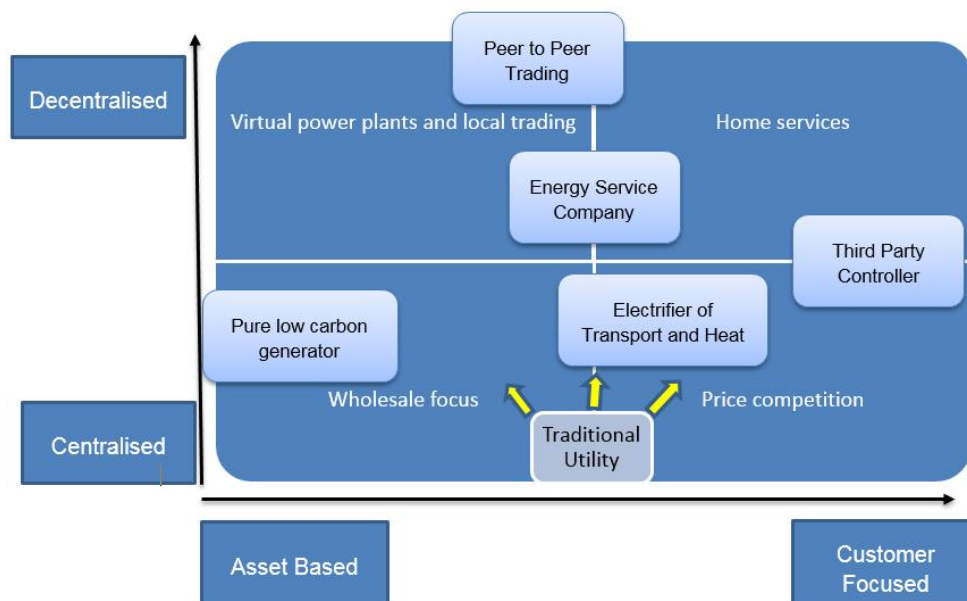 Peer to Peer
Trading
Decentralised
Virtual power plants and local trading
Home services
Energy Service
Company
Third Party
Controller
Pure low carbon
generator
Electrifier of
Transport and Heat
Wholesale focus
Price competition
Centralised
Traditional
Utility
Asset Based
Customer
Focused